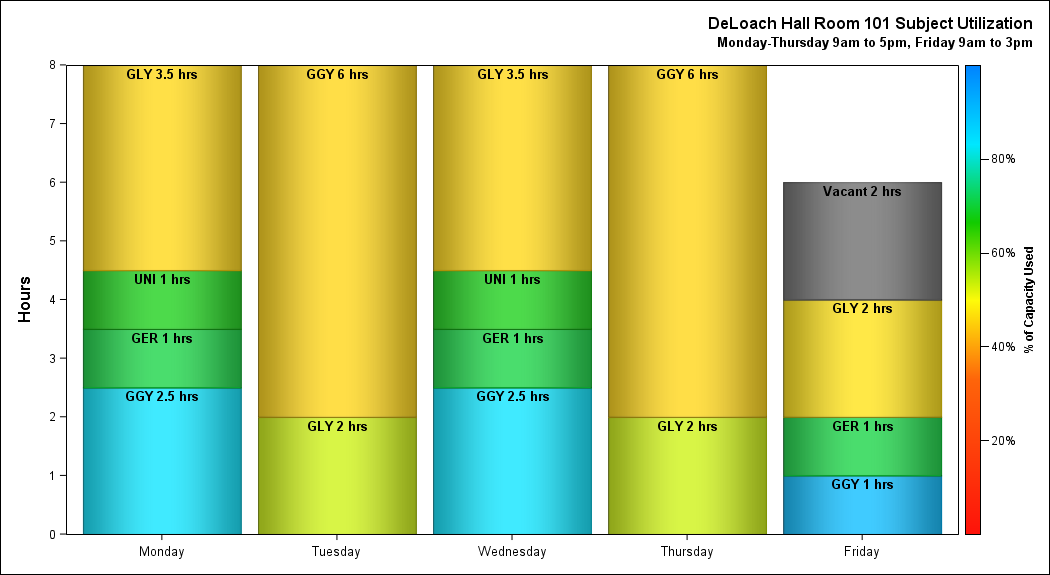 DeLoach Hall Room 101 Subject Utilization
Monday-Thursday 9am to 5pm, Friday 9am to 3pm
Hours
8
7
6
5
4
3
2
1
0
GLY 3.5 hrs
UNI 1 hrs
GER 1 hrs
GGY 2.5 hrs
GGY 6 hrs
GLY 2 hrs
GLY 3.5 hrs
UNI 1 hrs
GER 1 hrs
GGY 2.5 hrs
GGY 6 hrs
GLY 2 hrs
Vacant 2 hrs
GLY 2 hrs
GER 1 hrs
GGY 1 hrs
Monday
Tuesday
Wednesday
Thursday
Friday
80%
60%
40%
20%
% of Capacity Used